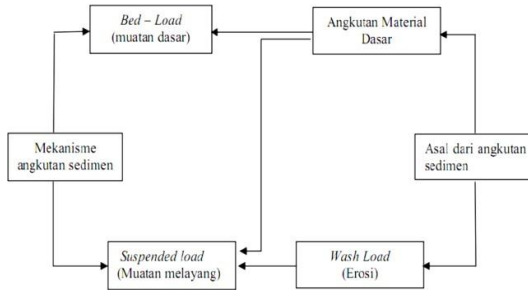 Bed – Load
(muatan dasar)
Angkutan Material
Dasar
Mekanisme
angkutan sedimen
Asal dari angkutan
sedimen
Suspended load
(Muatan melayang)
Wash Load
(Erosi)